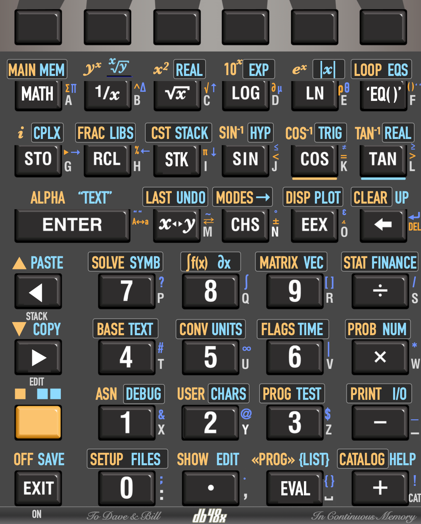 MAIN MEM yˣ ˣ√y x² REAL 10ˣ EXP eˣ |x| LOOP EQS
MATH ΣΠ A 1/x ^Δ B √x √↑ C LOG ∂μ D LN ρθ E 'EQ()' () F
i CPLX FRAC LIBS CST STACK SIN⁻¹ HYP COS⁻¹ TRIG TAN⁻¹ REAL
STO G RCL %← H STK π↓ I SIN <≤ J COS =≠ K TAN >≥ L
ALPHA "TEXT" LAST UNDO MODES→ DISP PLOT CLEAR UP
ENTER A↔a x↔y M CHS N EEX O ← DEL
▲ PASTE SOLVE SYMB ∫f(x) ∂x MATRIX VEC STAT FINANCE
◀ 7 ? P 8 ∫ Q 9 [] R ÷ / S
STACK
▼ COPY BASE TEXT CONV UNITS FLAGS TIME PROB NUM
▶ 4 # T 5 ∞ U 6 | V × * W
EDIT
ASN DEBUG USER CHARS PROG TEST PRINT I/O
1 & X 2 @ Y 3 $ Z − _ –
OFF SAVE SETUP FILES SHOW EDIT «PROG» {LIST} CATALOG HELP
EXIT 0 ; : . . , EVAL {} ␣ + ! CAT
ON To Dave & Bill db48x In Continuous Memory